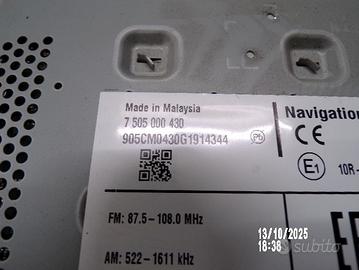 Made in Malaysia
7 505 000 430
905CM0430G1914344
Pb
Navigation
CE
E1
10R-
FM: 87.5-108.0 MHz
AM: 522-1611 kHz
13/10/2025
18:36
subito